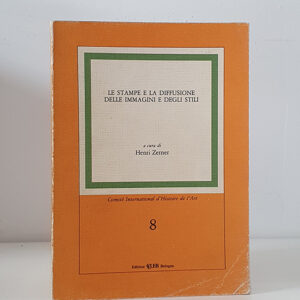 LE STAMPE E LA DIFFUSIONE
DELLE IMMAGINI E DEGLI STILI
a cura di
Henri Zerner
Comité International d'Histoire de l'Art
8
Editrice CLUEB Bologna